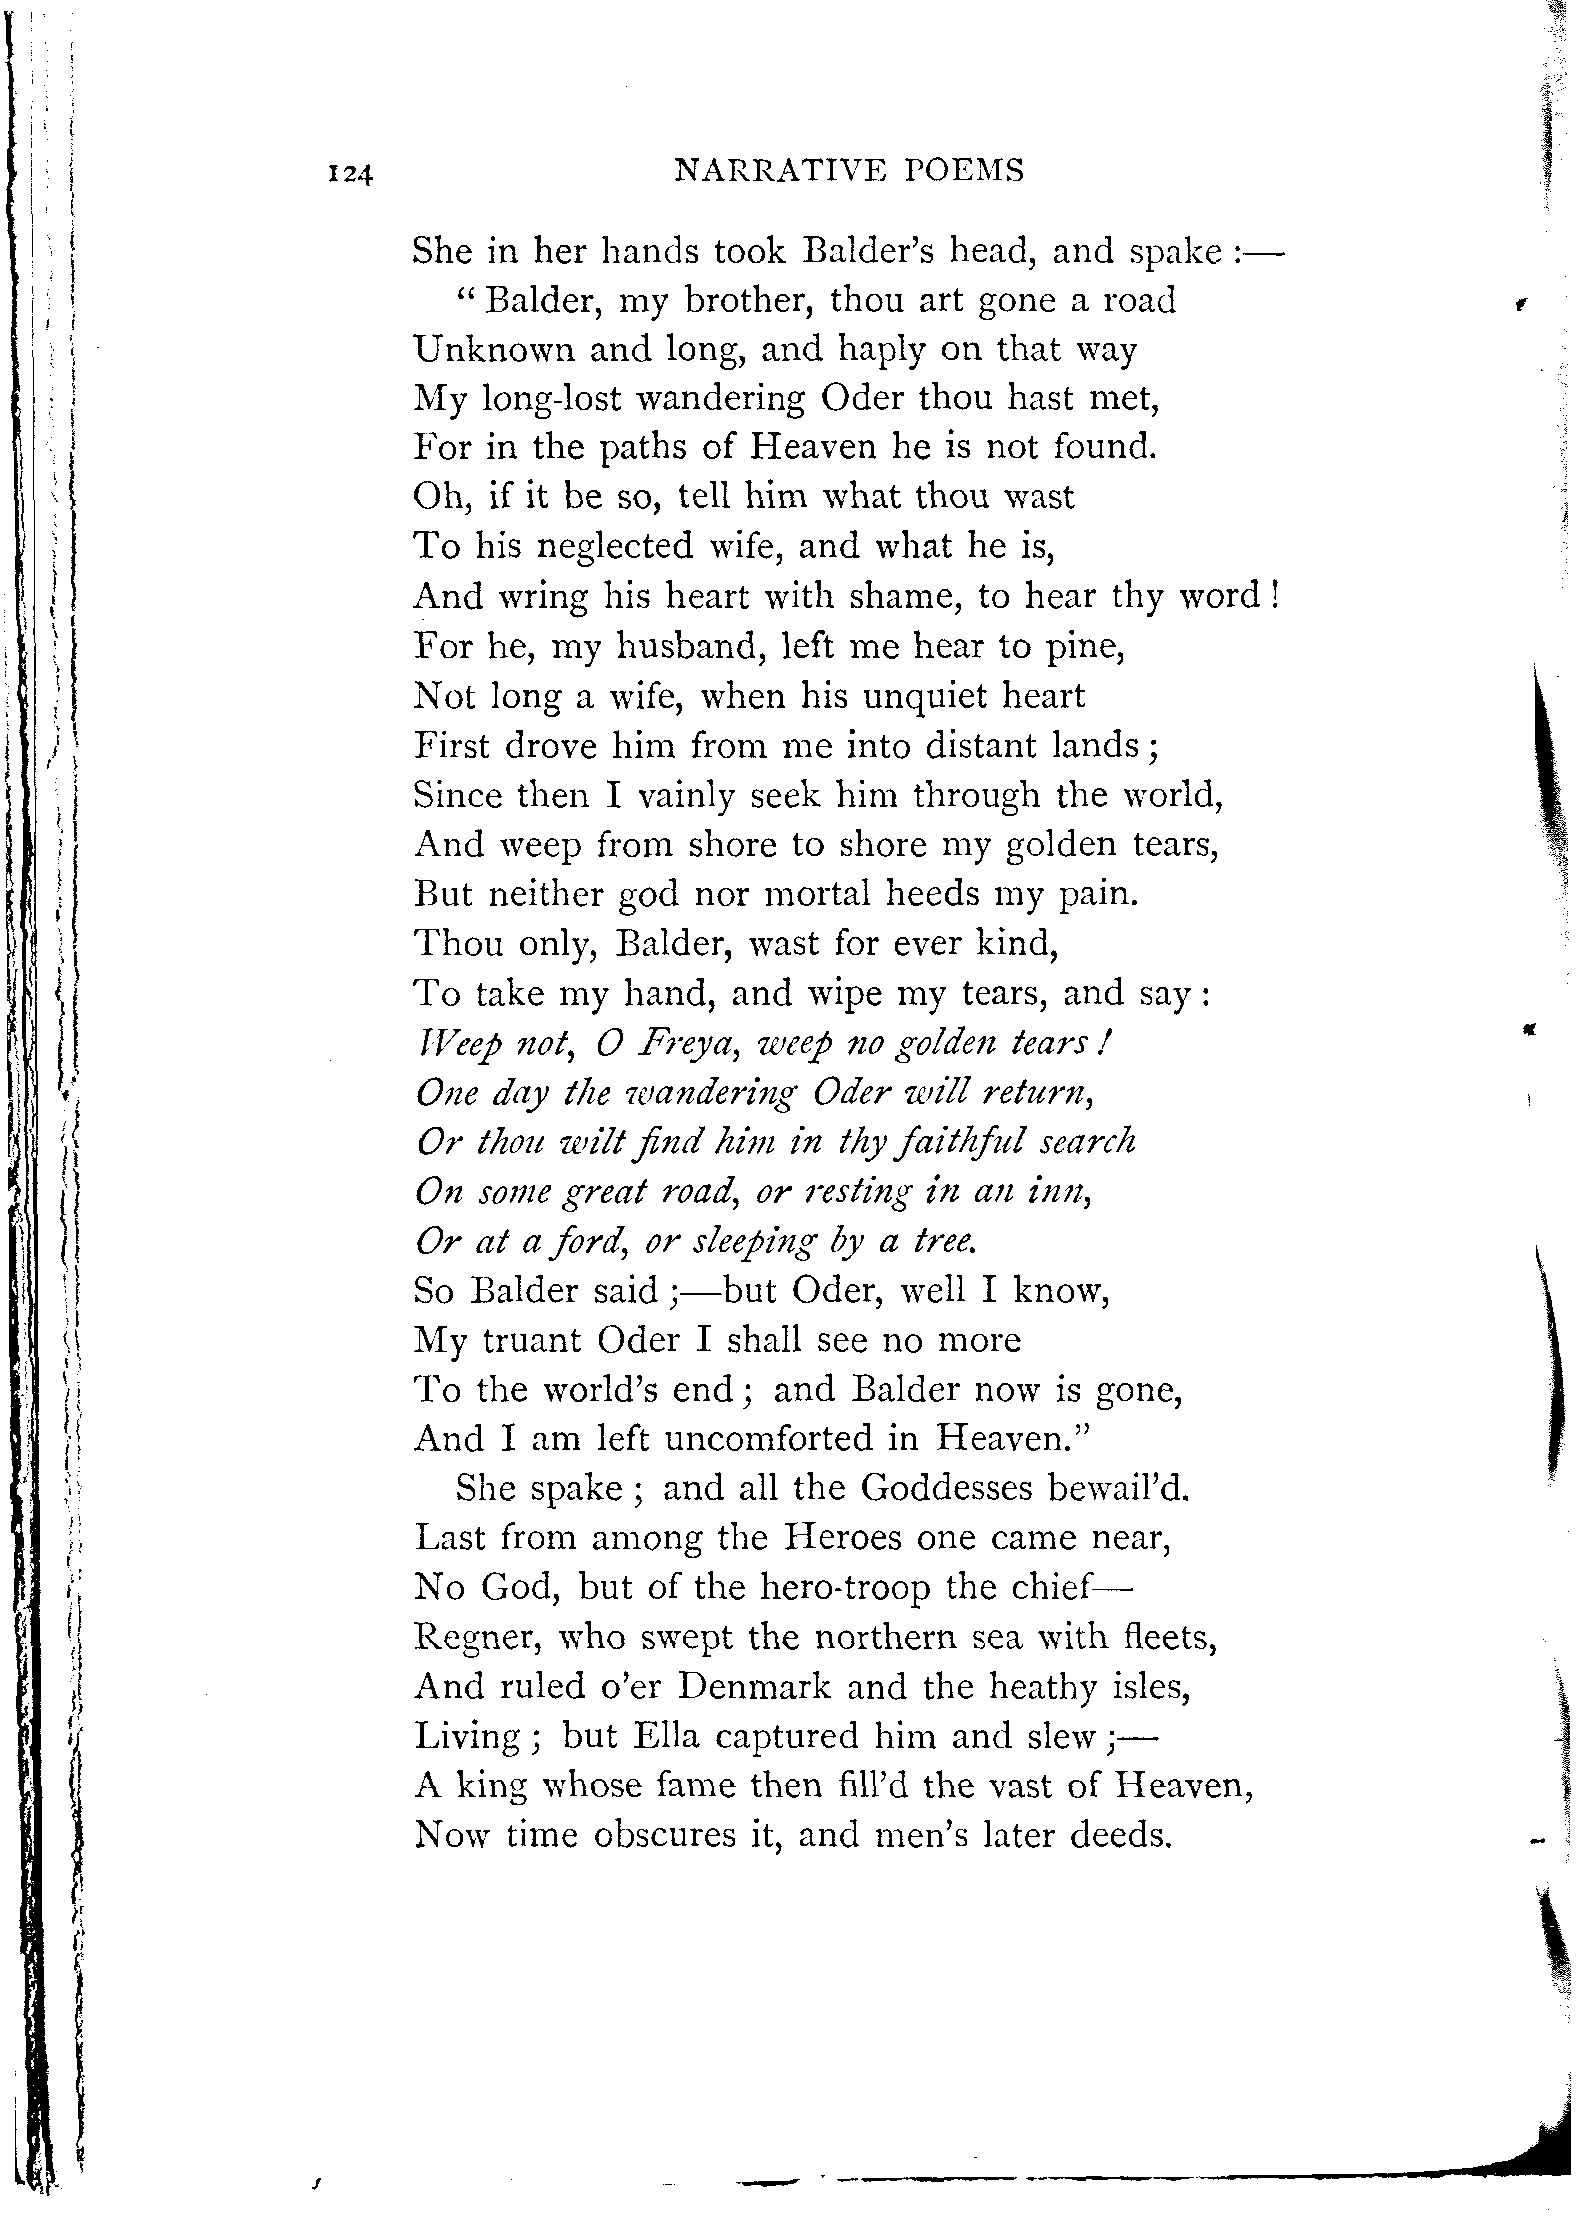 124 NARRATIVE POEMS
She in her hands took Balder's head, and spake :—
“ Balder, my brother, thou art gone a road
Unknown and long, and haply on that way
My long-lost wandering Oder thou hast met,
For in the paths of Heaven he is not found.
Oh, if it be so, tell him what thou wast
To his neglected wife, and what he is,
And wring his heart with shame, to hear thy word !
For he, my husband, left me hear to pine,
Not long a wife, when his unquiet heart
First drove him from me into distant lands ;
Since then I vainly seek him through the world,
And weep from shore to shore my golden tears,
But neither god nor mortal heeds my pain.
Thou only, Balder, wast for ever kind,
To take my hand, and wipe my tears, and say :
Weep not, O Freya, weep no golden tears !
One day the wandering Oder will return,
Or thou wilt find him in thy faithful search
On some great road, or resting in an inn,
Or at a ford, or sleeping by a tree.
So Balder said ;—but Oder, well I know,
My truant Oder I shall see no more
To the world's end ; and Balder now is gone,
And I am left uncomforted in Heaven.”
She spake ; and all the Goddesses bewail'd.
Last from among the Heroes one came near,
No God, but of the hero-troop the chief—
Regner, who swept the northern sea with fleets,
And ruled o'er Denmark and the heathy isles,
Living ; but Ella captured him and slew ;—
A king whose fame then fill'd the vast of Heaven,
Now time obscures it, and men's later deeds.